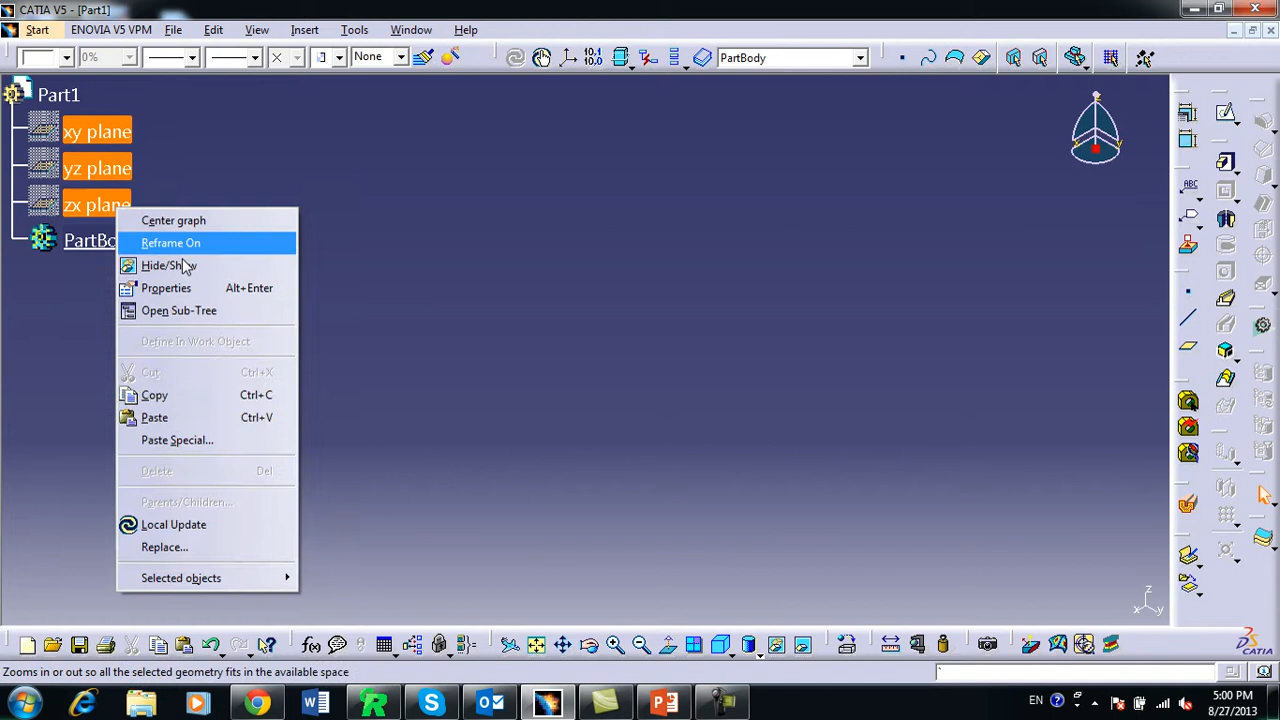 CATIA V5 - [Part1]
Start ENOVIA V5 VPM File Edit View Insert Tools Window Help
0% None 10.1 PartBody
Part1
xy plane
yz plane
zx plane
PartBo
Center graph
Reframe On
Hide/Show
Properties Alt+Enter
Open Sub-Tree
Define In Work Object
Cut Ctrl+X
Copy Ctrl+C
Paste Ctrl+V
Paste Special...
Delete Del
Parents/Children...
Local Update
Replace...
Selected objects
ABC
z
x y
f(x)
CATIA
Zooms in or out so all the selected geometry fits in the available space
EN
5:00 PM
8/27/2013